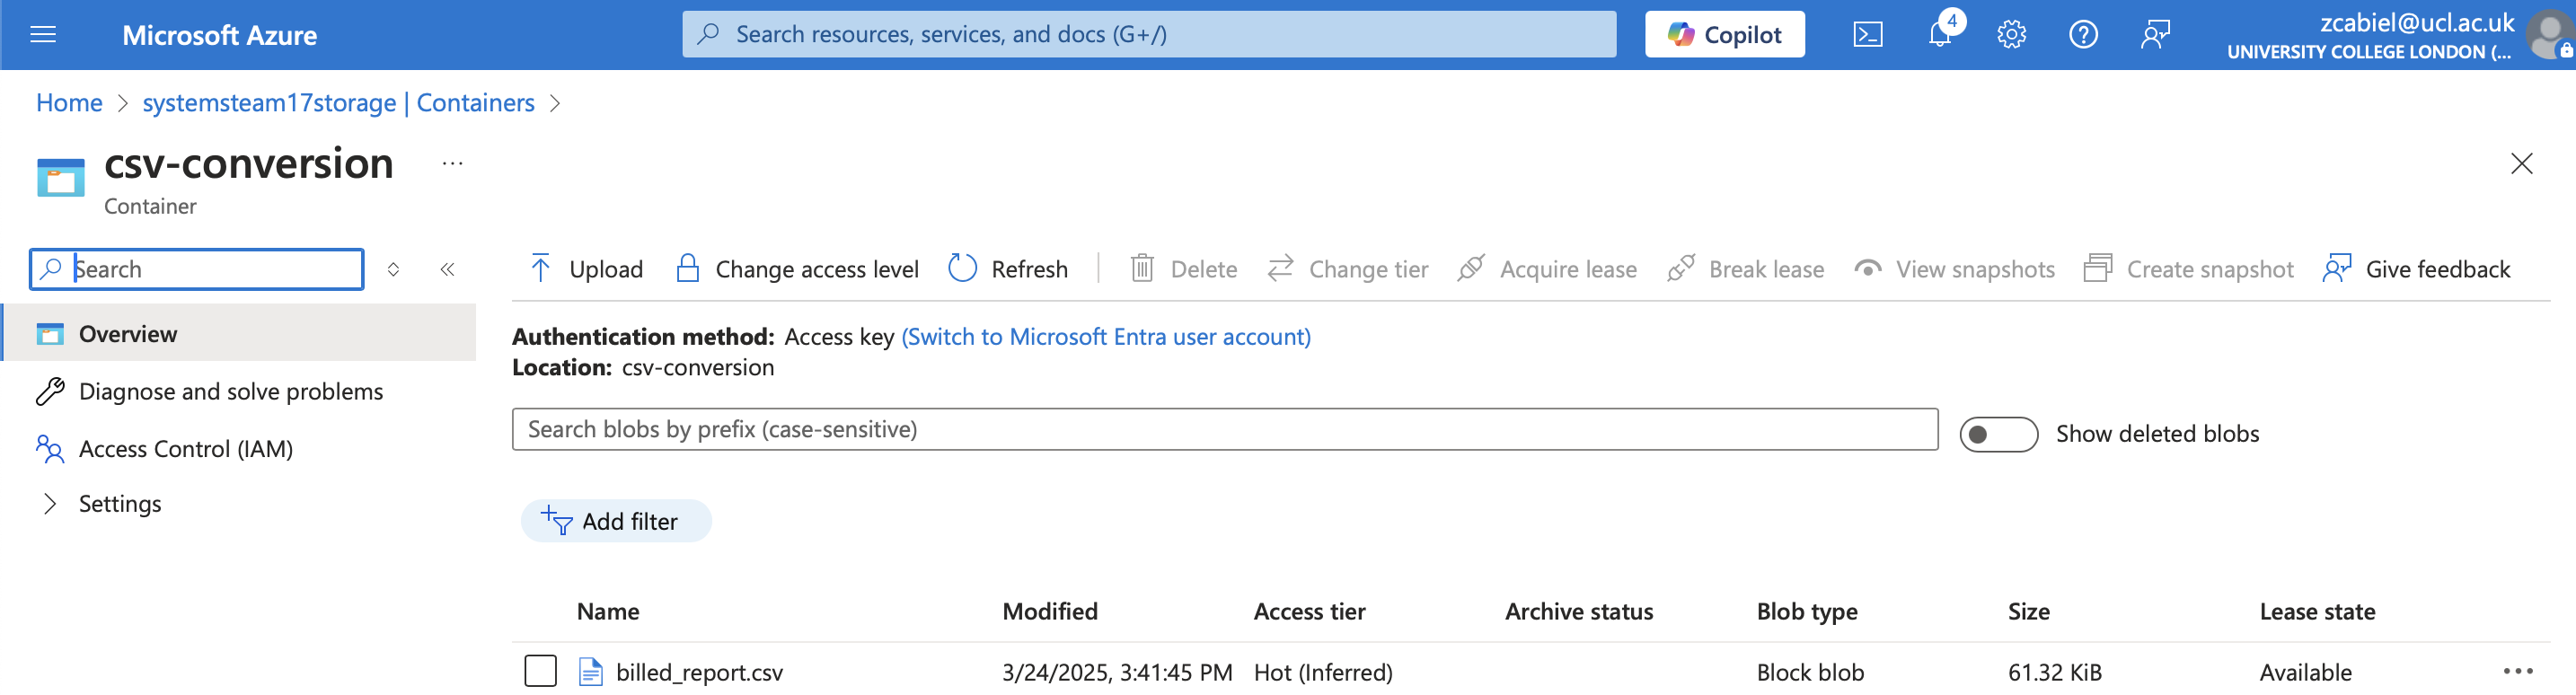 Microsoft Azure
Search resources, services, and docs (G+/)
Copilot
4
zcabiel@ucl.ac.uk
UNIVERSITY COLLEGE LONDON (...
Home > systemsteam17storage | Containers >
csv-conversion ...
Container
Search
Overview
Diagnose and solve problems
Access Control (IAM)
Settings
Upload Change access level Refresh Delete Change tier Acquire lease Break lease View snapshots Create snapshot Give feedback
Authentication method: Access key (Switch to Microsoft Entra user account)
Location: csv-conversion
Search blobs by prefix (case-sensitive)
Show deleted blobs
Add filter
Name Modified Access tier Archive status Blob type Size Lease state
billed_report.csv 3/24/2025, 3:41:45 PM Hot (Inferred) Block blob 61.32 KiB Available